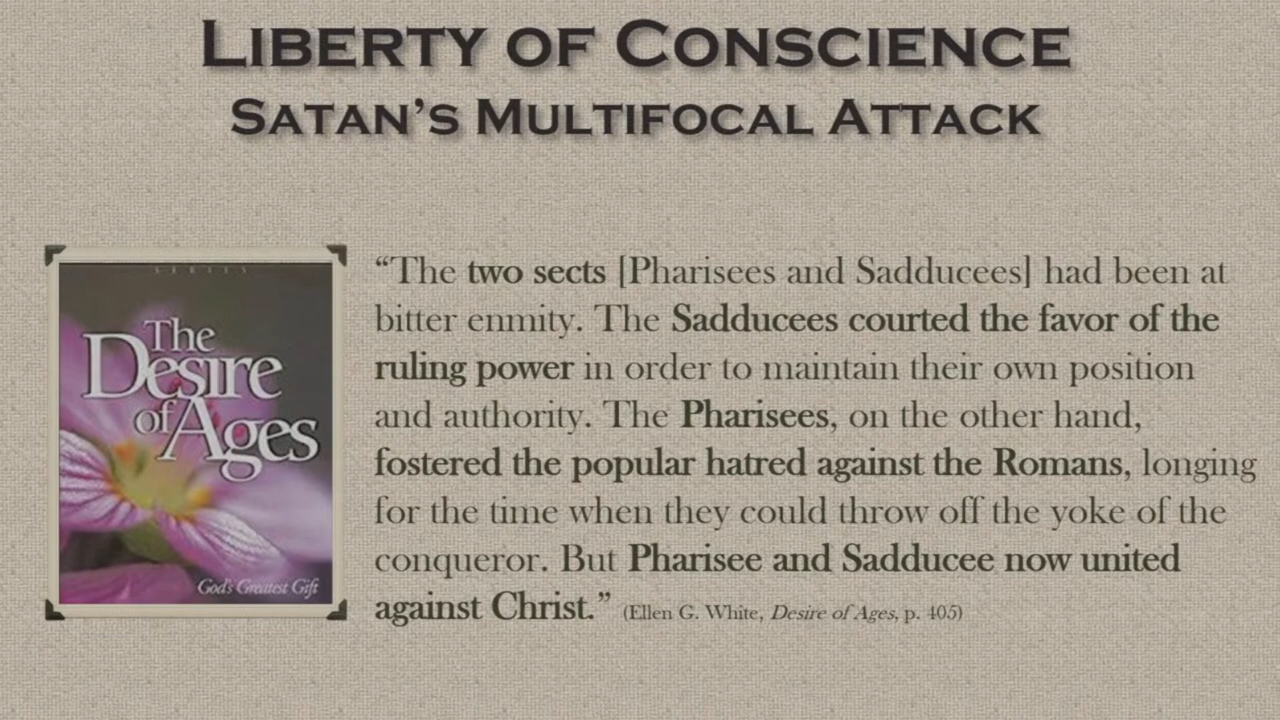 LIBERTY OF CONSCIENCE
SATAN'S MULTIFOCAL ATTACK
SERIES
The
Desire
of Ages
God's Greatest Gift
“The two sects [Pharisees and Sadducees] had been at
bitter enmity. The Sadducees courted the favor of the
ruling power in order to maintain their own position
and authority. The Pharisees, on the other hand,
fostered the popular hatred against the Romans, longing
for the time when they could throw off the yoke of the
conqueror. But Pharisee and Sadducee now united
against Christ.” (Ellen G. White, Desire of Ages, p. 405)